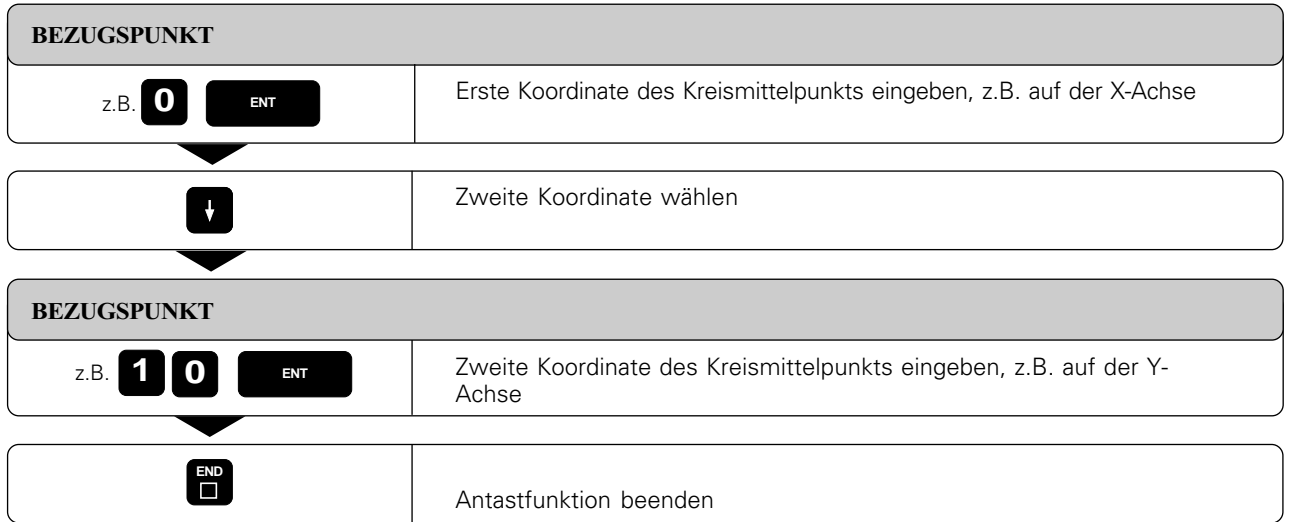 BEZUGSPUNKT
z.B. 0 ENT
Erste Koordinate des Kreismittelpunkts eingeben, z.B. auf der X-Achse
Zweite Koordinate wählen
BEZUGSPUNKT
z.B. 1 0 ENT
Zweite Koordinate des Kreismittelpunkts eingeben, z.B. auf der Y-
Achse
END
Antastfunktion beenden